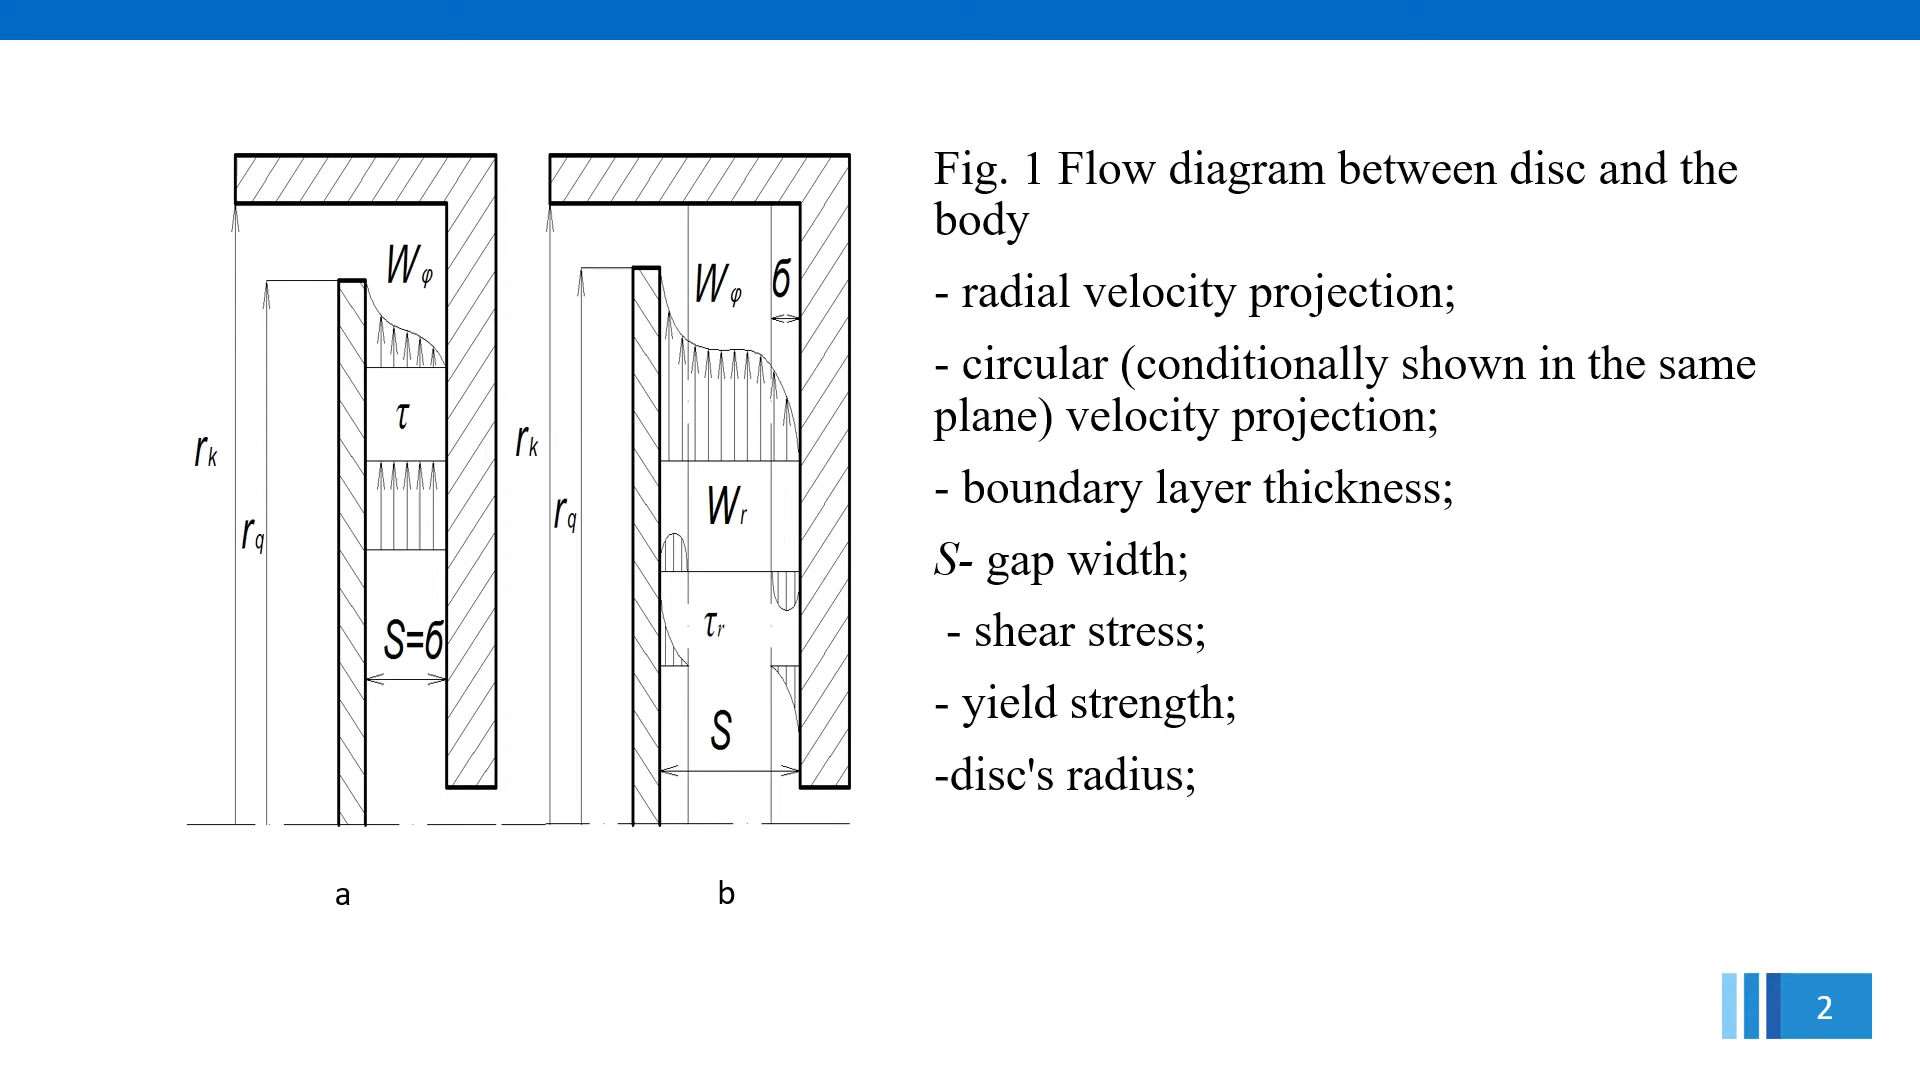 Wφ
τ
rk
rq
S=б
a
Wφ
б
rk
rq
Wr
τr
S
b
Fig. 1 Flow diagram between disc and the
body
- radial velocity projection;
- circular (conditionally shown in the same
plane) velocity projection;
- boundary layer thickness;
S- gap width;
- shear stress;
- yield strength;
-disc's radius;
2